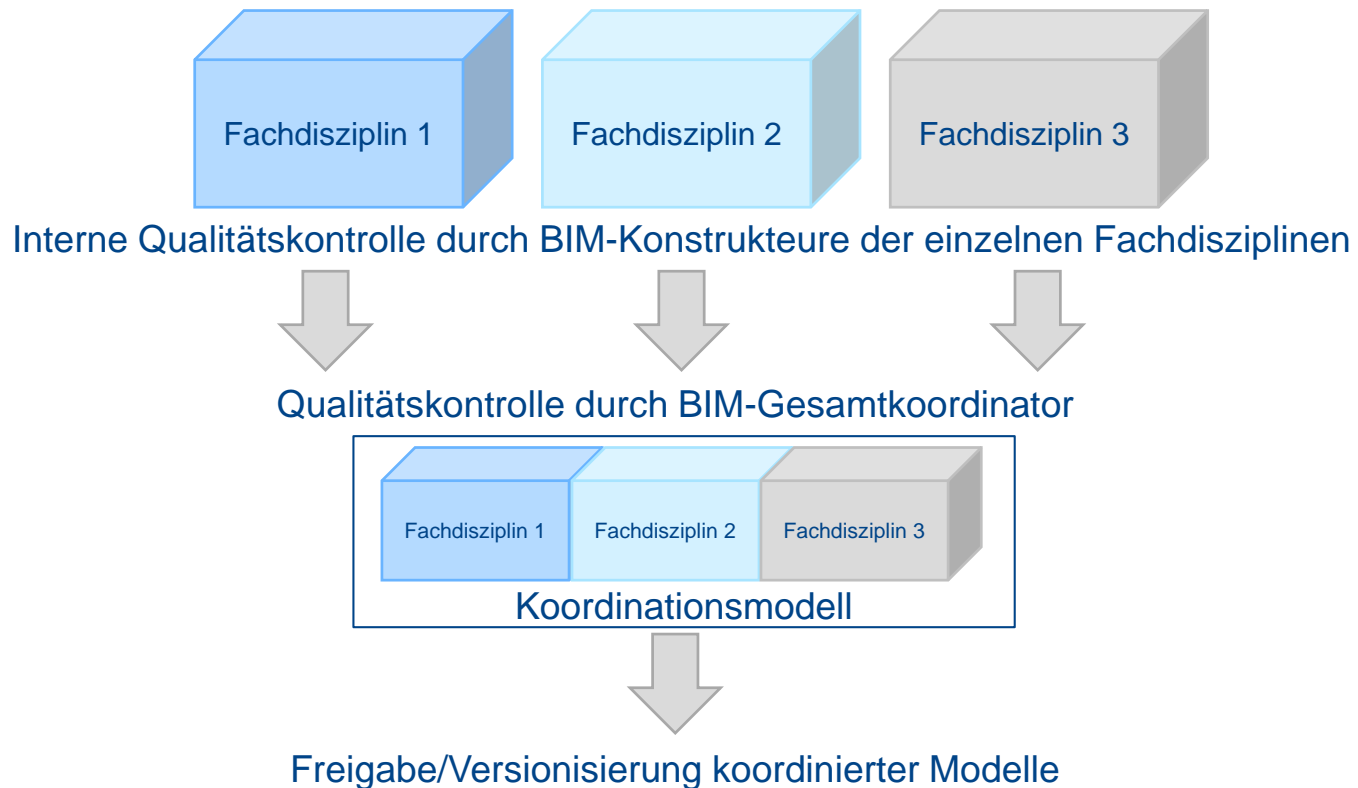 Fachdisziplin 1
Fachdisziplin 2
Fachdisziplin 3
Interne Qualitätskontrolle durch BIM-Konstrukteure der einzelnen Fachdisziplinen
Qualitätskontrolle durch BIM-Gesamtkoordinator
Fachdisziplin 1
Fachdisziplin 2
Fachdisziplin 3
Koordinationsmodell
Freigabe/Versionisierung koordinierter Modelle